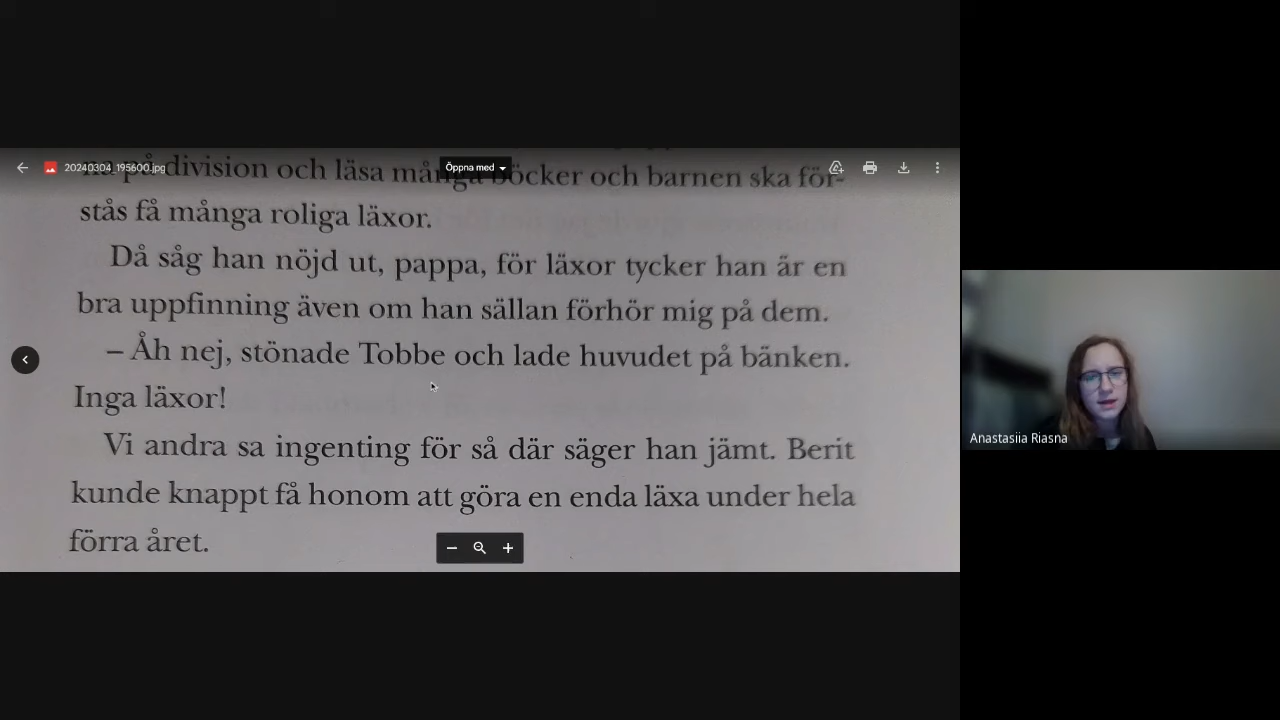 20240304_195600.jpg
Öppna med
na på division och läsa många böcker och barnen ska för-
stås få många roliga läxor.
Då såg han nöjd ut, pappa, för läxor tycker han är en
bra uppfinning även om han sällan förhör mig på dem.
– Åh nej, stönade Tobbe och lade huvudet på bänken.
Inga läxor!
Vi andra sa ingenting för så där säger han jämt. Berit
kunde knappt få honom att göra en enda läxa under hela
förra året.
Anastasiia Riasna